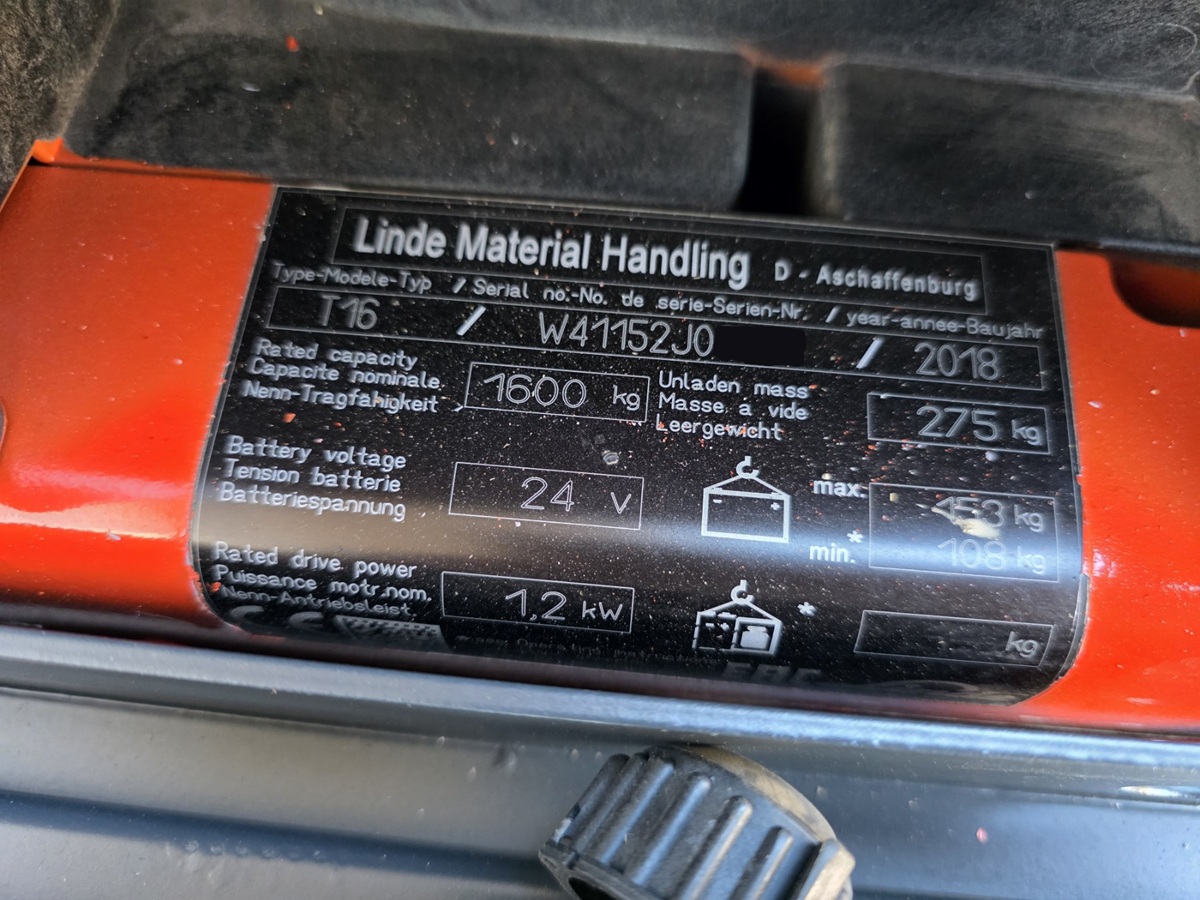 Linde Material Handling D - Aschaffenburg
Type-Modele-Typ / Serial no.-No. de serie-Serien-Nr. / year-annee-Baujahr
T16 / W41152J0 / 2018
Rated capacity
Capacite nominale
Nenn-Tragfähigkeit
1600 kg
Unladen mass
Masse a vide
Leergewicht
275 kg
Battery voltage
Tension batterie
Batteriespannung
24 V
max. 153 kg
* min. 108 kg
Rated drive power
Puissance motr.nom.
Nenn-Antriebsleist.
1,2 kW
* kg